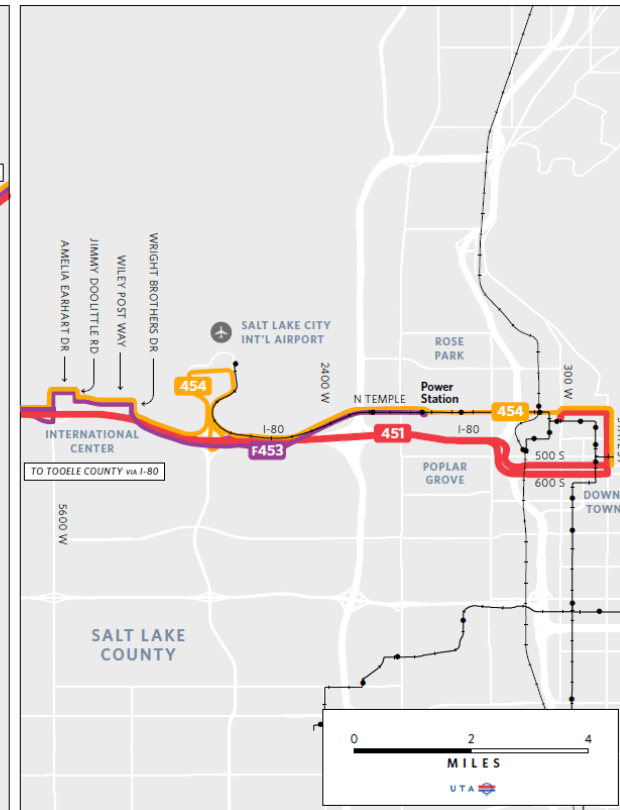 AMELIA EARHART DR
JIMMY DOOLITTLE RD
WILEY POST WAY
WRIGHT BROTHERS DR
SALT LAKE CITY
INT'L AIRPORT
2400 W
ROSE
PARK
300 W
454
N TEMPLE
Power
Station
454
INTERNATIONAL
CENTER
I-80
F453
451
I-80
TO TOOELE COUNTY VIA I-80
POPLAR
GROVE
500 S
600 S
DOWN
TOWN
5600 W
SALT LAKE
COUNTY
0 2 4
MILES
UTA